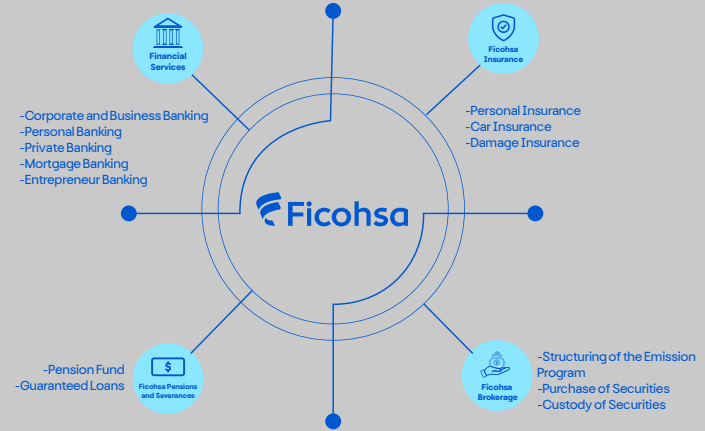 Financial
Services
-Corporate and Business Banking
-Personal Banking
-Private Banking
-Mortgage Banking
-Entrepreneur Banking
Ficohsa
Insurance
-Personal Insurance
-Car Insurance
-Damage Insurance
Ficohsa
-Pension Fund
-Guaranteed Loans
$
Ficohsa Pensions
and Severances
Ficohsa
Brokerage
-Structuring of the Emission
Program
-Purchase of Securities
-Custody of Securities